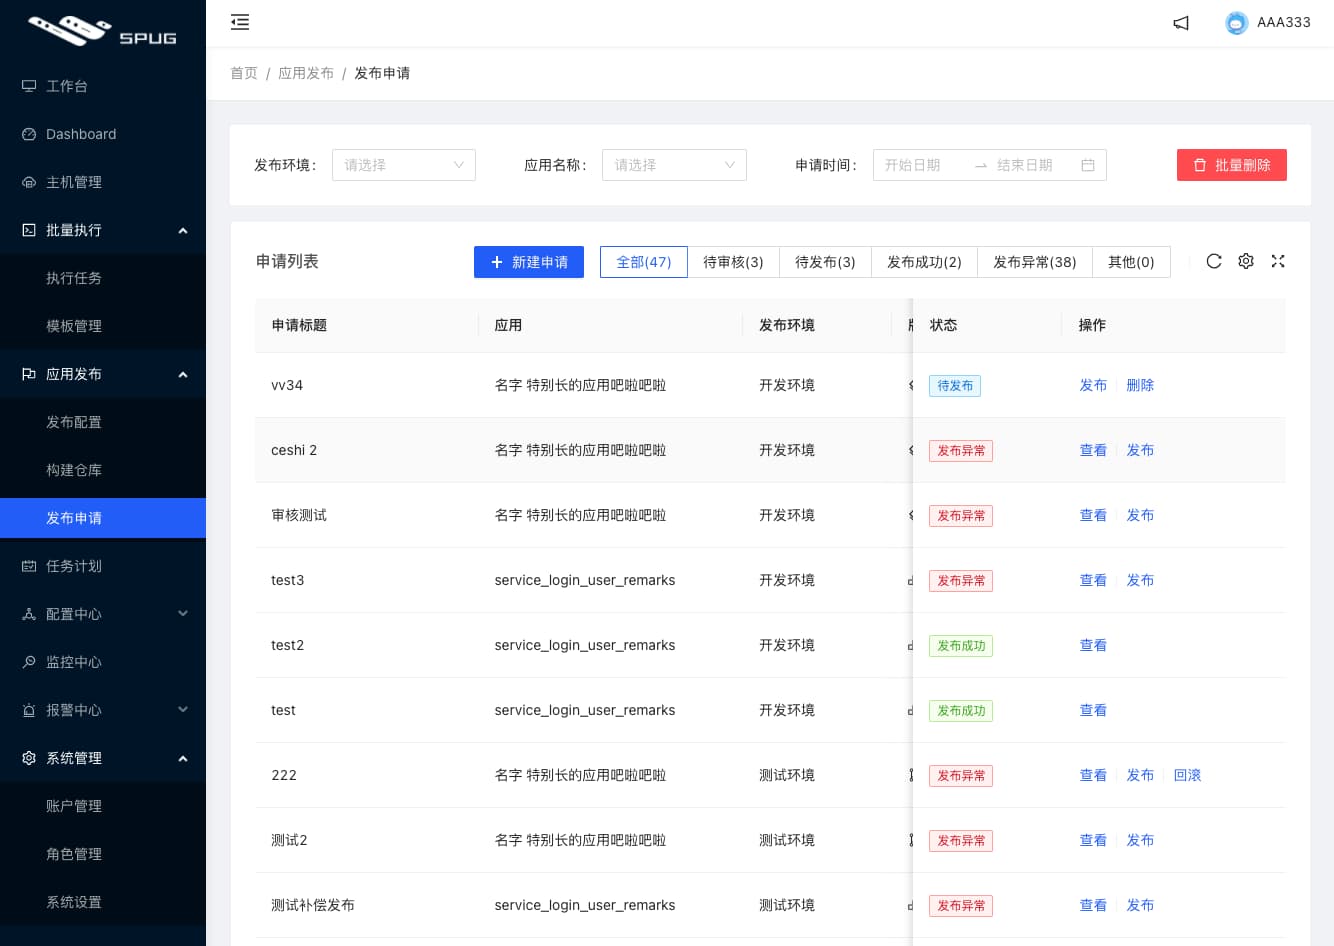 SPUG
AAA333
工作台
Dashboard
主机管理
批量执行
执行任务
模板管理
应用发布
发布配置
构建仓库
发布申请
任务计划
配置中心
监控中心
报警中心
系统管理
账户管理
角色管理
系统设置
首页 / 应用发布 / 发布申请
发布环境: 请选择 应用名称: 请选择 申请时间: 开始日期 → 结束日期 批量删除
申请列表 + 新建申请 全部(47) 待审核(3) 待发布(3) 发布成功(2) 发布异常(38) 其他(0)
申请标题 应用 发布环境 状态 操作
vv34 名字 特别长的应用吧啦吧啦 开发环境 待发布 发布 删除
ceshi 2 名字 特别长的应用吧啦吧啦 开发环境 发布异常 查看 发布
审核测试 名字 特别长的应用吧啦吧啦 开发环境 发布异常 查看 发布
test3 service_login_user_remarks 开发环境 发布异常 查看 发布
test2 service_login_user_remarks 开发环境 发布成功 查看
test service_login_user_remarks 开发环境 发布成功 查看
222 名字 特别长的应用吧啦吧啦 测试环境 发布异常 查看 发布 回滚
测试2 名字 特别长的应用吧啦吧啦 测试环境 发布异常 查看 发布
测试补偿发布 service_login_user_remarks 测试环境 发布异常 查看 发布